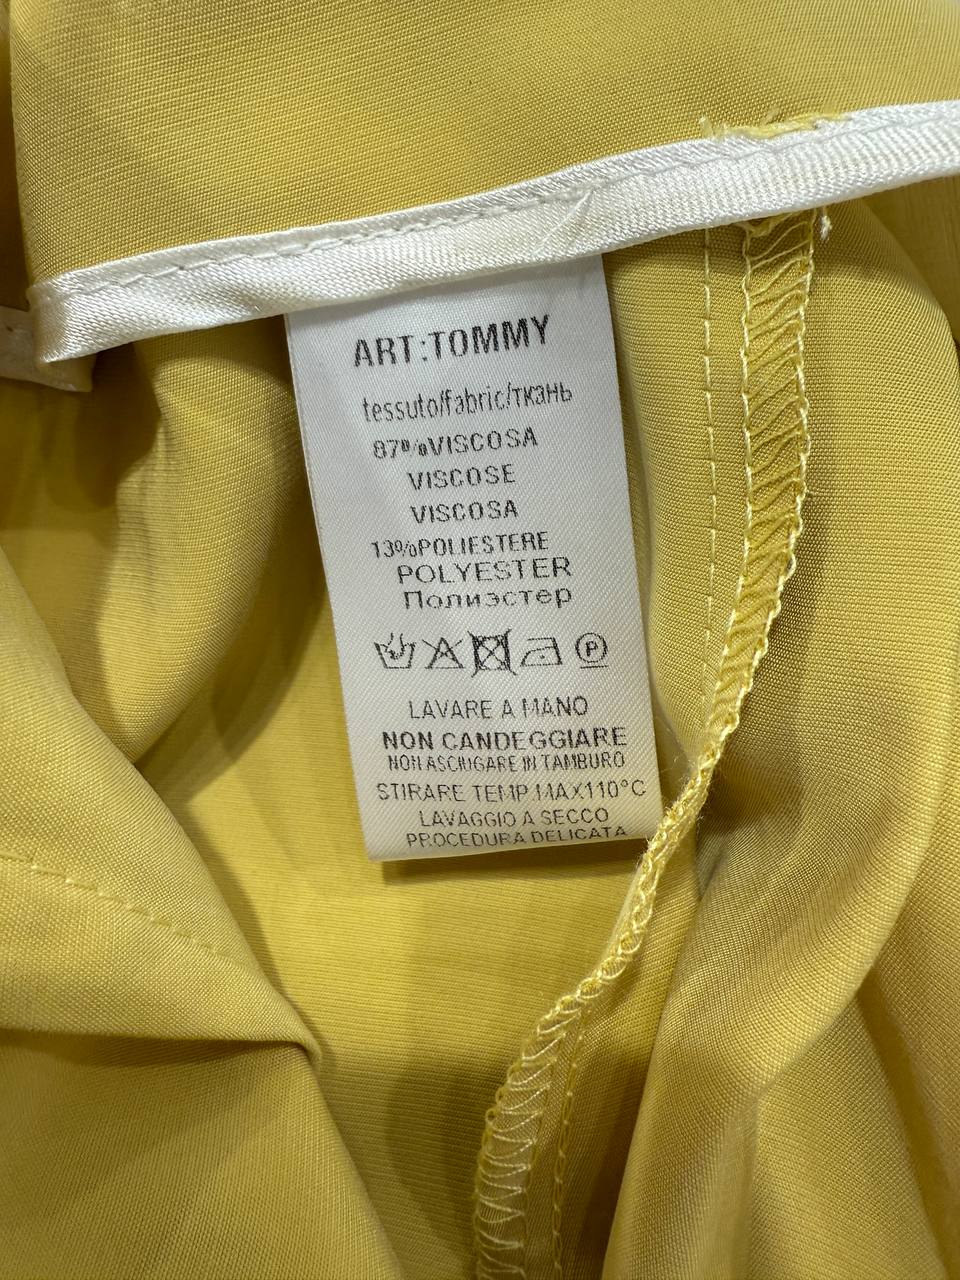 ART:TOMMY
tessuto/fabric/ткань
87%VISCOSA
VISCOSE
VISCOSA
13%POLIESTERE
POLYESTER
Полиэстер
P
LAVARE A MANO
NON CANDEGGIARE
NON ASCIUGARE IN TAMBURO
STIRARE TEMP.MAX110°C
LAVAGGIO A SECCO
PROCEDURA DELICATA